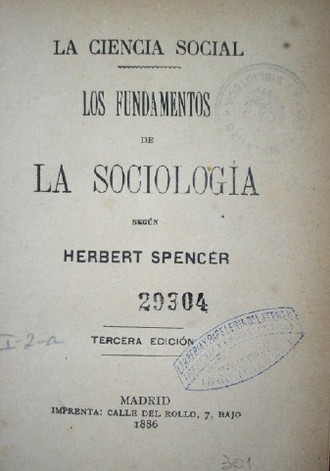 LA CIENCIA SOCIAL
LOS FUNDAMENTOS
DE
LA SOCIOLOGÍA
SEGÚN
HERBERT SPENCER
29304
TERCERA EDICIÓN
I-2-a
MADRID
IMPRENTA: CALLE DEL ROLLO, 7, BAJO
1886
301